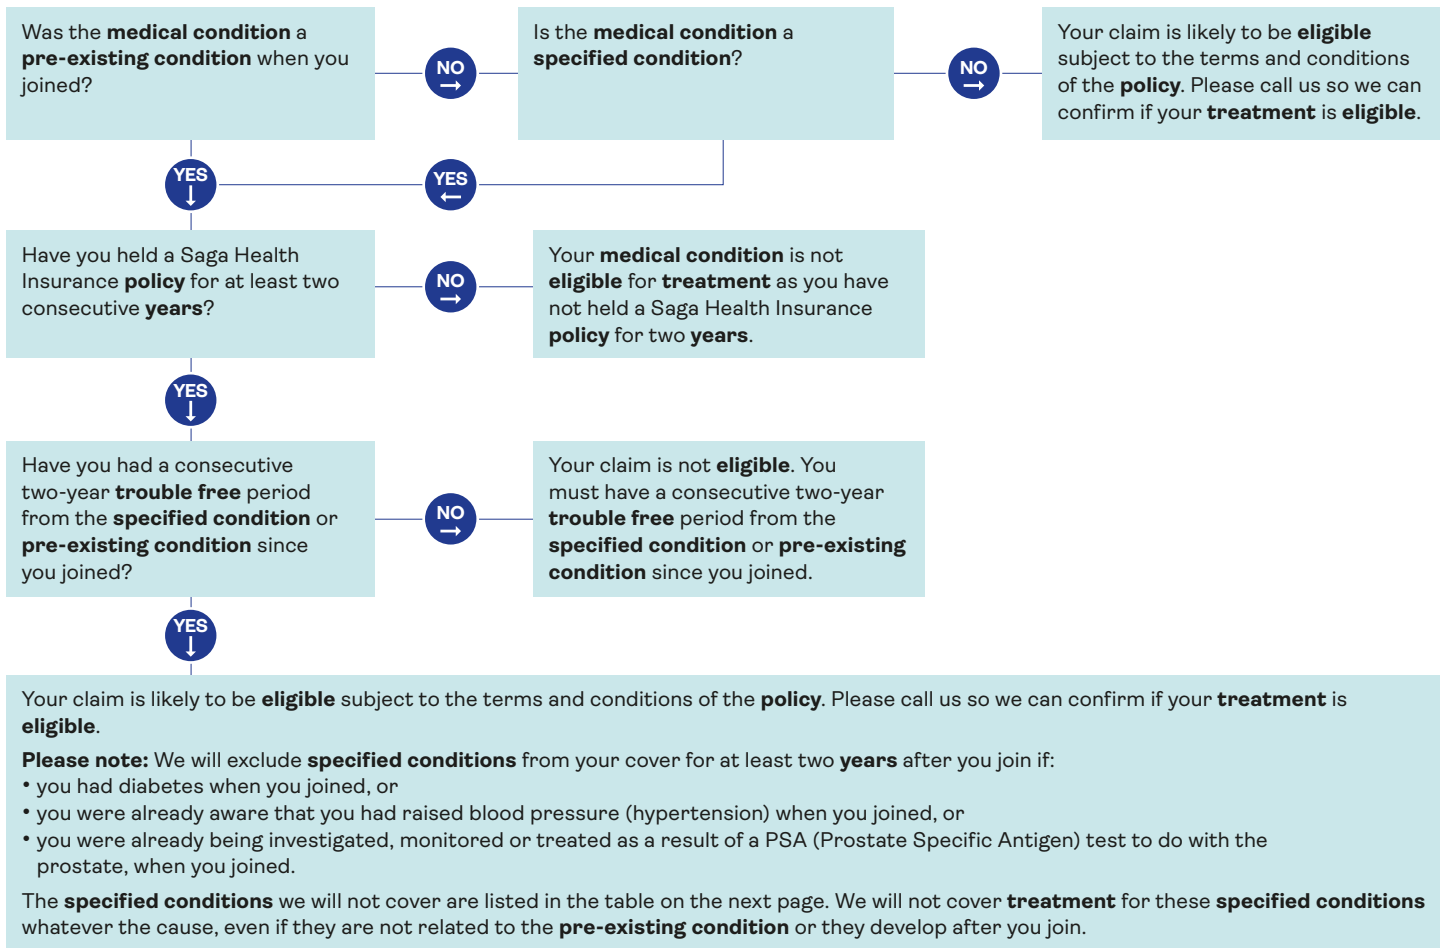 Was the medical condition a
pre-existing condition when you
joined?
NO
→
Is the medical condition a
specified condition?
NO
→
Your claim is likely to be eligible
subject to the terms and conditions
of the policy. Please call us so we can
confirm if your treatment is eligible.
YES
↓
YES
←
Have you held a Saga Health
Insurance policy for at least two
consecutive years?
NO
→
Your medical condition is not
eligible for treatment as you have
not held a Saga Health Insurance
policy for two years.
YES
↓
Have you had a consecutive
two-year trouble free period
from the specified condition or
pre-existing condition since
you joined?
NO
→
Your claim is not eligible. You
must have a consecutive two-year
trouble free period from the
specified condition or pre-existing
condition since you joined.
YES
↓
Your claim is likely to be eligible subject to the terms and conditions of the policy. Please call us so we can confirm if your treatment is
eligible.
Please note: We will exclude specified conditions from your cover for at least two years after you join if:
• you had diabetes when you joined, or
• you were already aware that you had raised blood pressure (hypertension) when you joined, or
• you were already being investigated, monitored or treated as a result of a PSA (Prostate Specific Antigen) test to do with the
prostate, when you joined.
The specified conditions we will not cover are listed in the table on the next page. We will not cover treatment for these specified conditions
whatever the cause, even if they are not related to the pre-existing condition or they develop after you join.